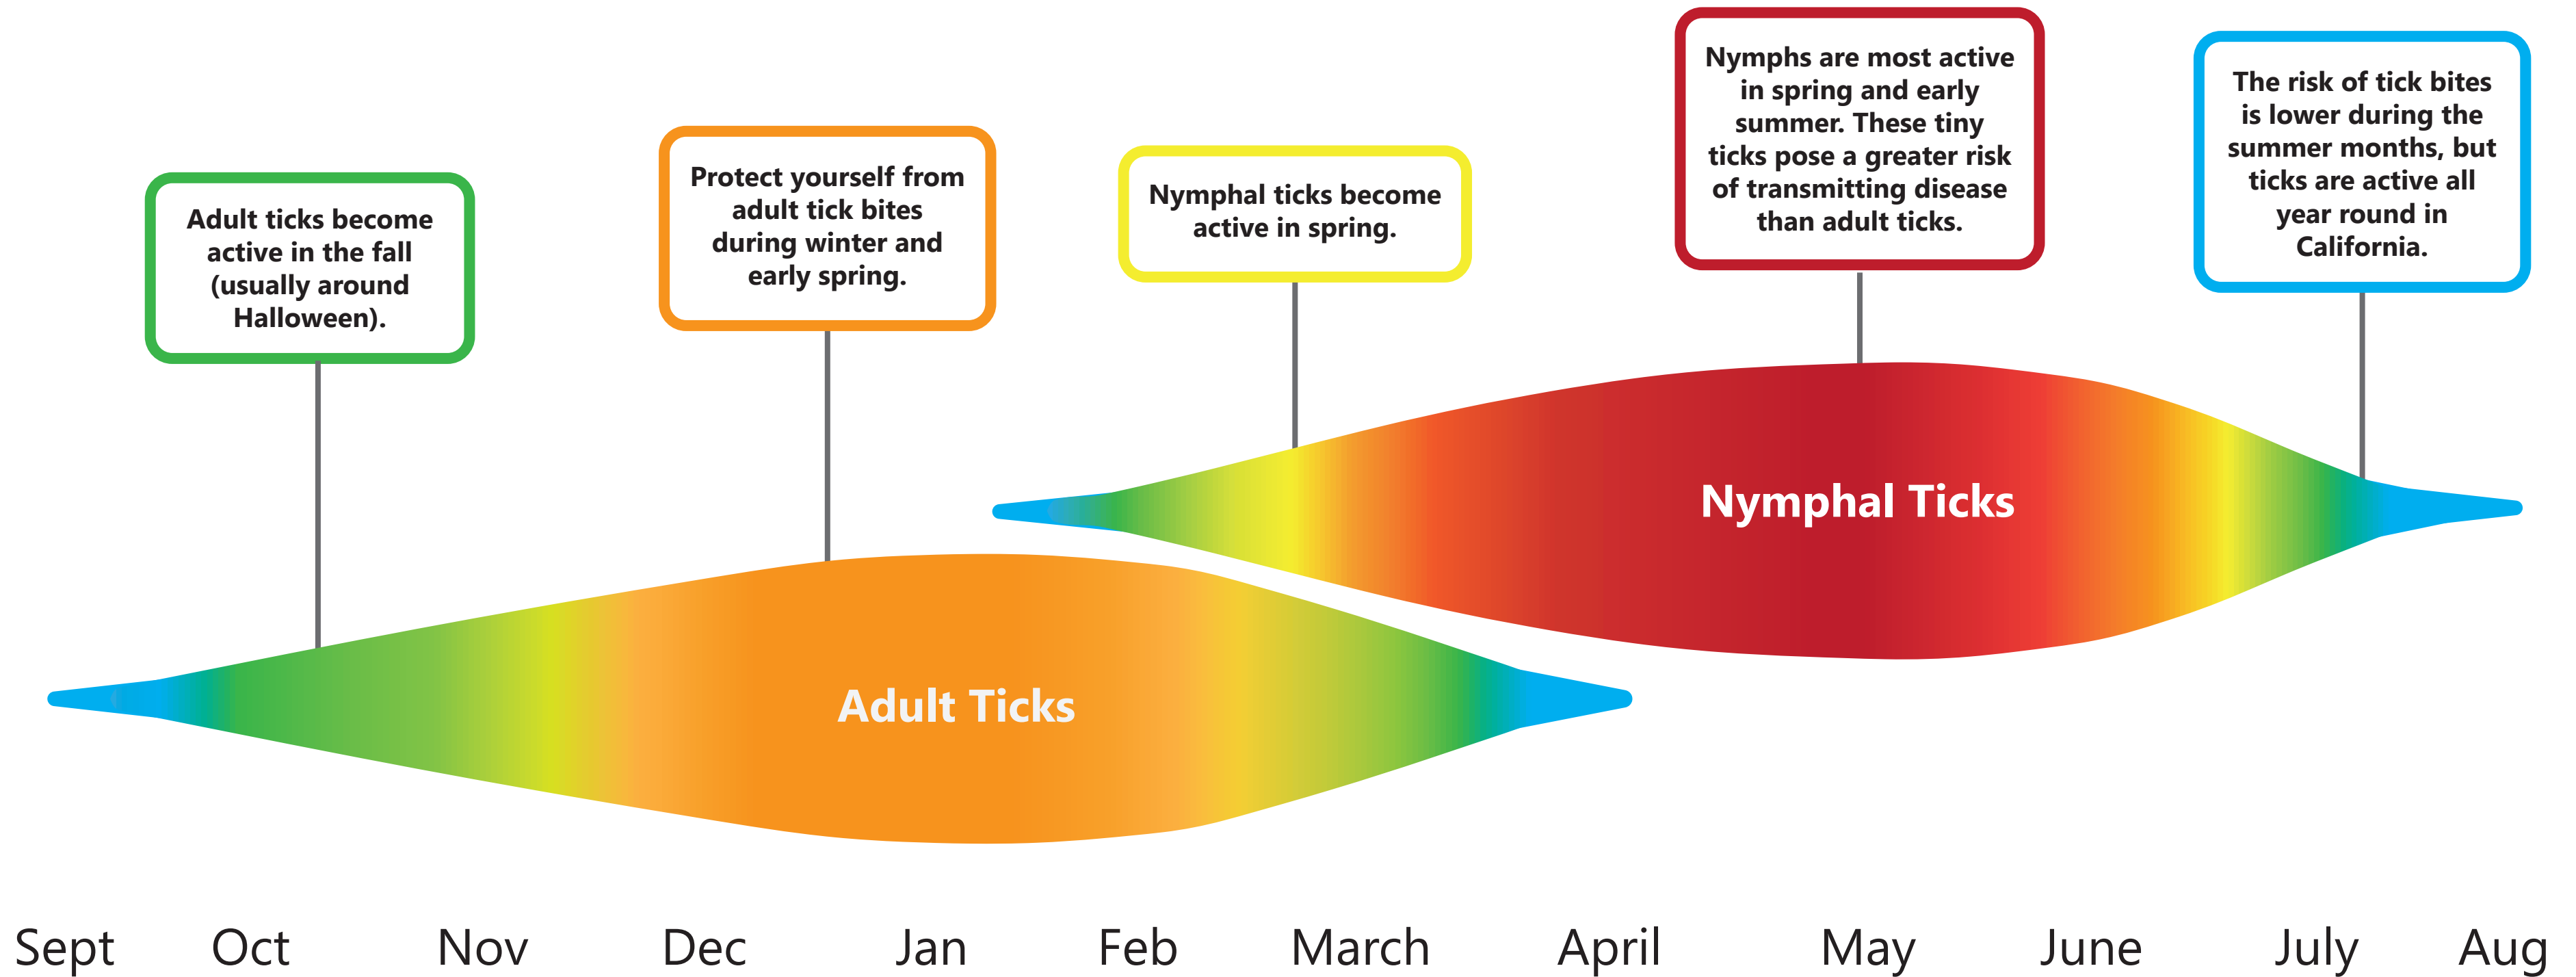 Adult ticks become
active in the fall
(usually around
Halloween).
Protect yourself from
adult tick bites
during winter and
early spring.
Nymphal ticks become
active in spring.
Nymphs are most active
in spring and early
summer. These tiny
ticks pose a greater risk
of transmitting disease
than adult ticks.
The risk of tick bites
is lower during the
summer months, but
ticks are active all
year round in
California.
Nymphal Ticks
Adult Ticks
Sept Oct Nov Dec Jan Feb March April May June July Aug